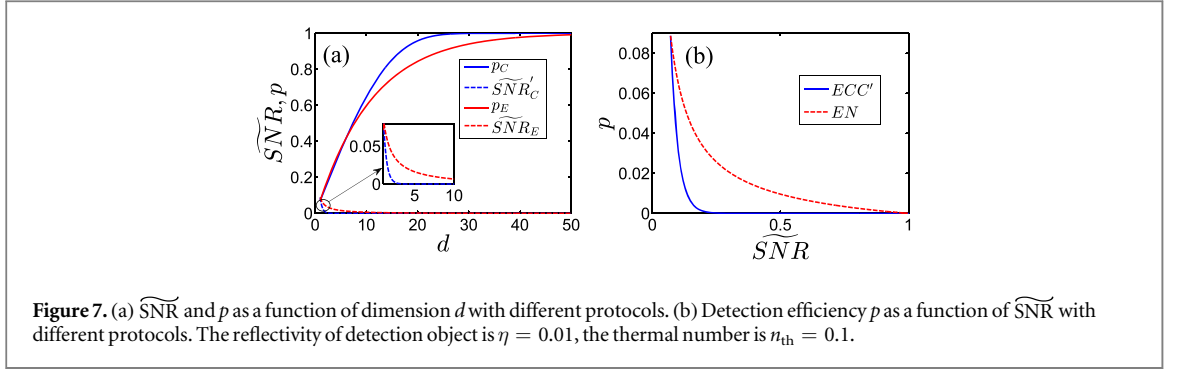 (a)
1
0.8
0.6
0.4
0.2
0
0 10 20 30 40 50
d
S̃NR, p
p_C
S̃NR'_C
p_E
S̃NR_E
0.05
0
5 10
(b)
0.08
0.06
0.04
0.02
0
0 0.5 1
S̃NR
p
ECC′
EN
Figure 7. (a) S̃NR and p as a function of dimension d with different protocols. (b) Detection efficiency p as a function of S̃NR with
different protocols. The reflectivity of detection object is η = 0.01, the thermal number is n_th = 0.1.